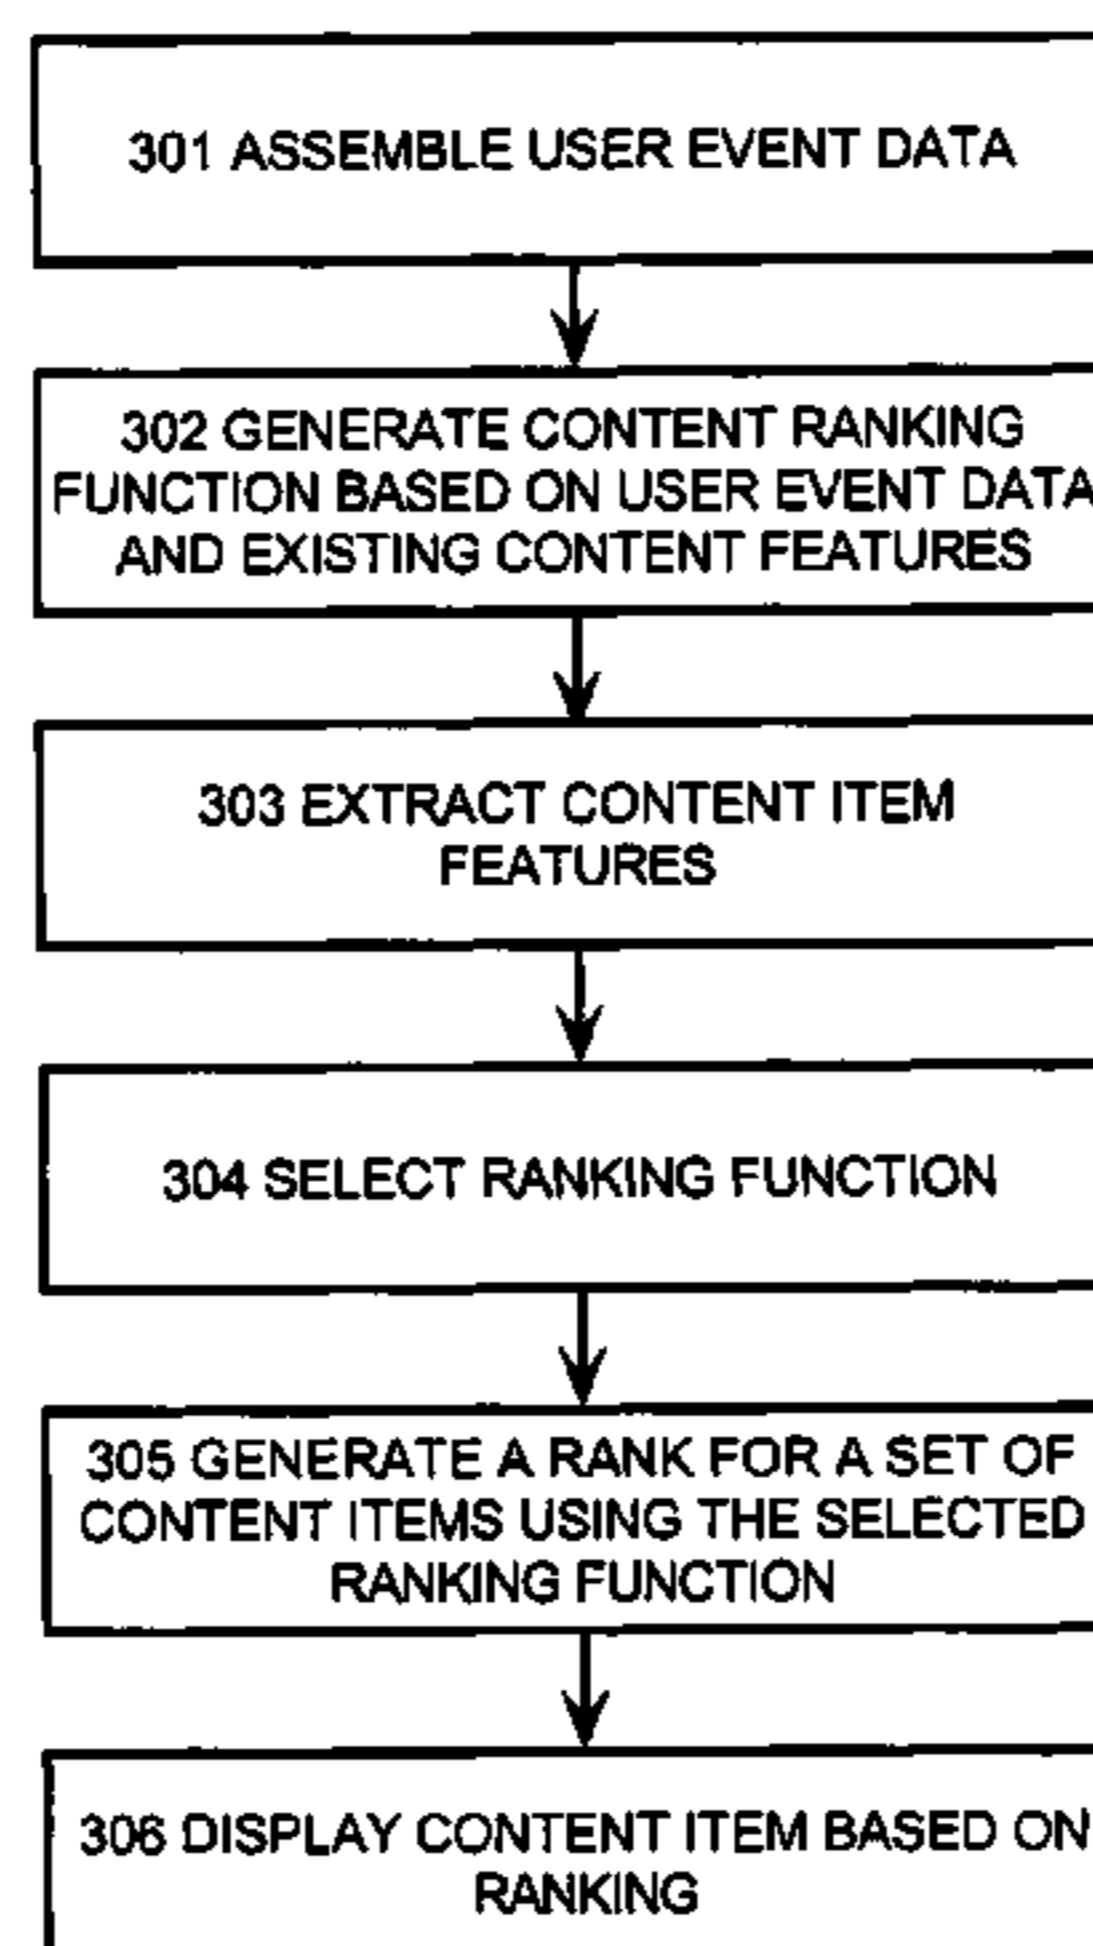 301 ASSEMBLE USER EVENT DATA
302 GENERATE CONTENT RANKING
FUNCTION BASED ON USER EVENT DATA
AND EXISTING CONTENT FEATURES
303 EXTRACT CONTENT ITEM
FEATURES
304 SELECT RANKING FUNCTION
305 GENERATE A RANK FOR A SET OF
CONTENT ITEMS USING THE SELECTED
RANKING FUNCTION
306 DISPLAY CONTENT ITEM BASED ON
RANKING